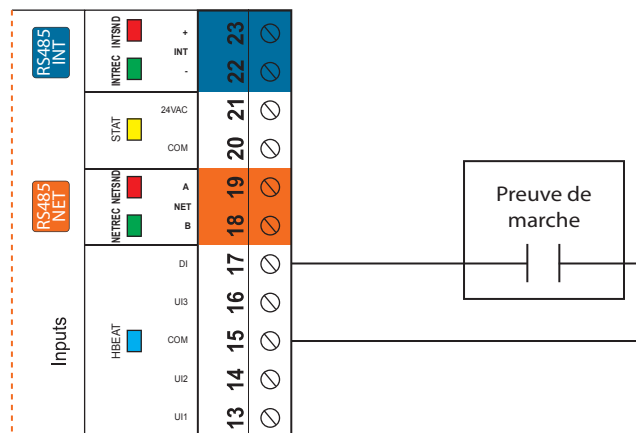 RS485
INT
INTREC INTSND
+
INT
-
23
22
STAT
24VAC
COM
21
20
RS485
NET
NETREC NETSND
A
NET
B
19
18
Inputs
HBEAT
DI
UI3
COM
UI2
UI1
17
16
15
14
13
Preuve de
marche